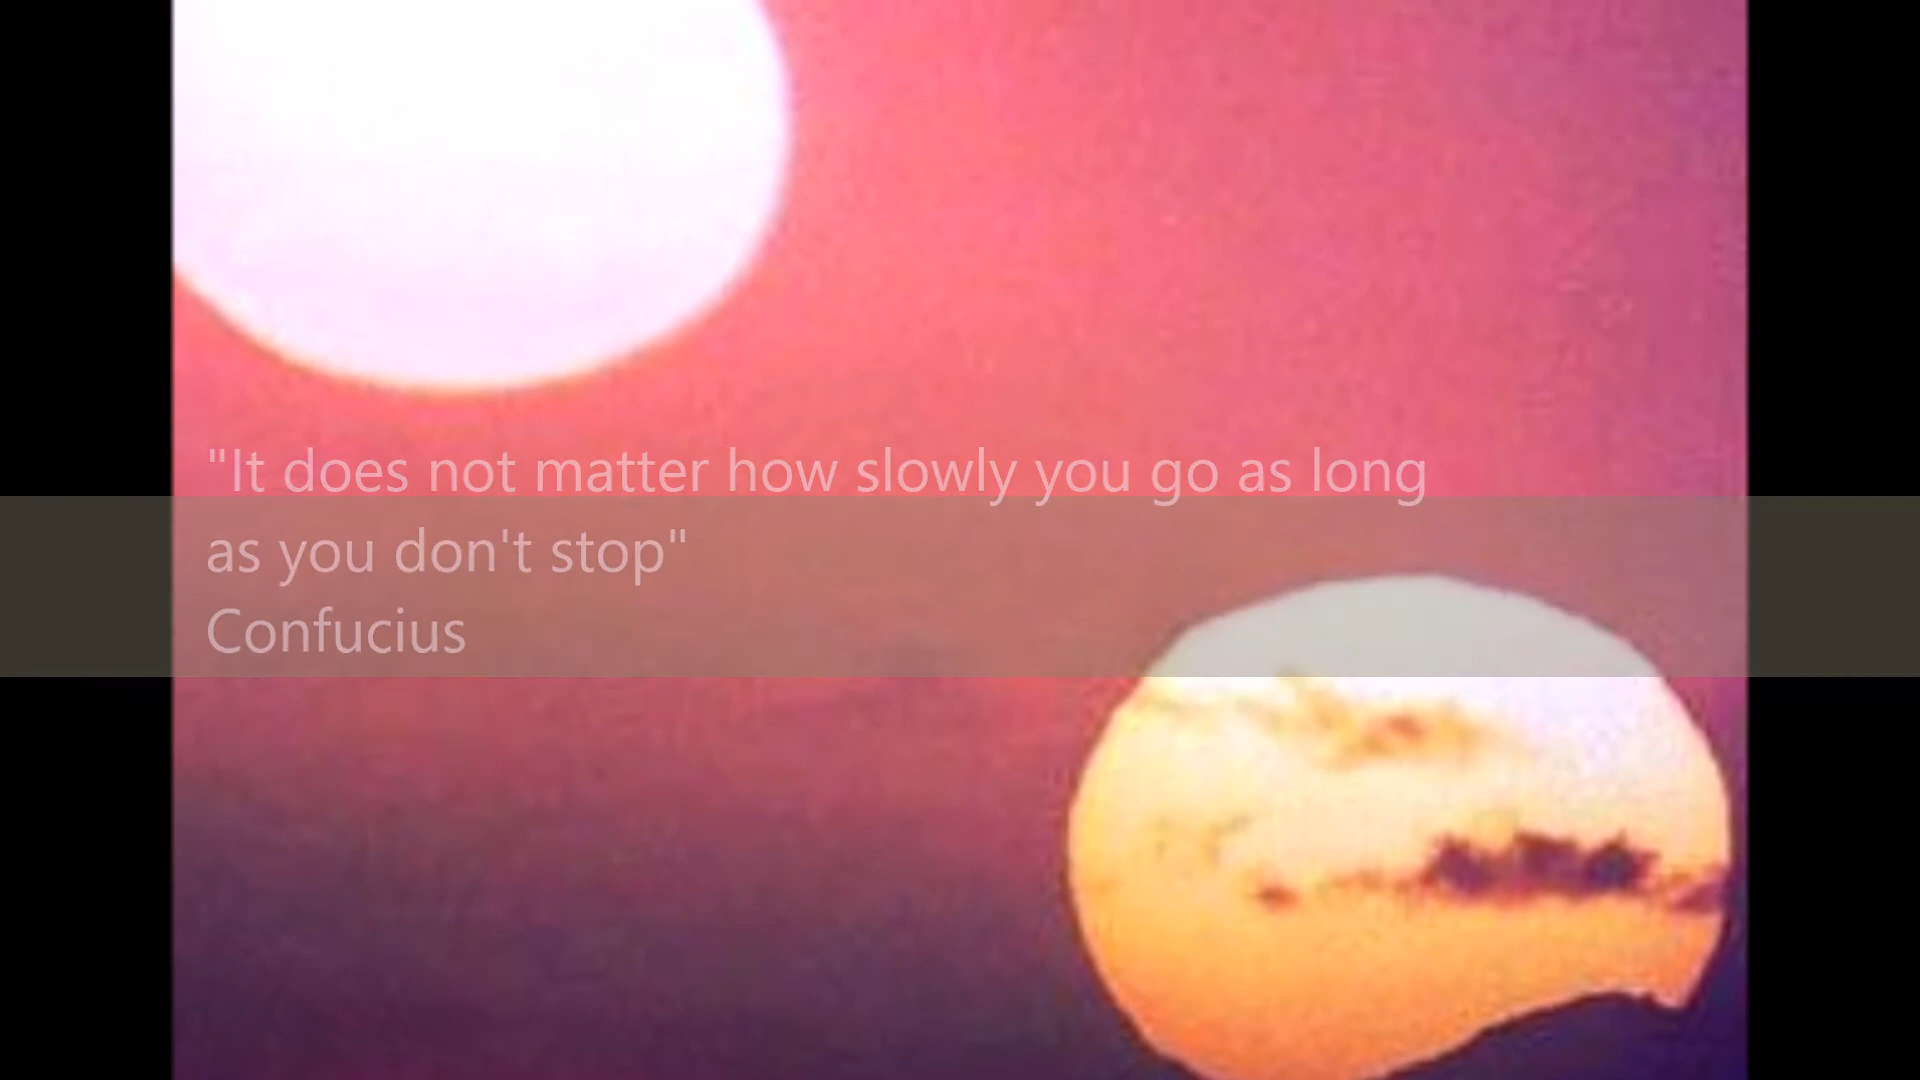 "It does not matter how slowly you go as long
as you don't stop"
Confucius